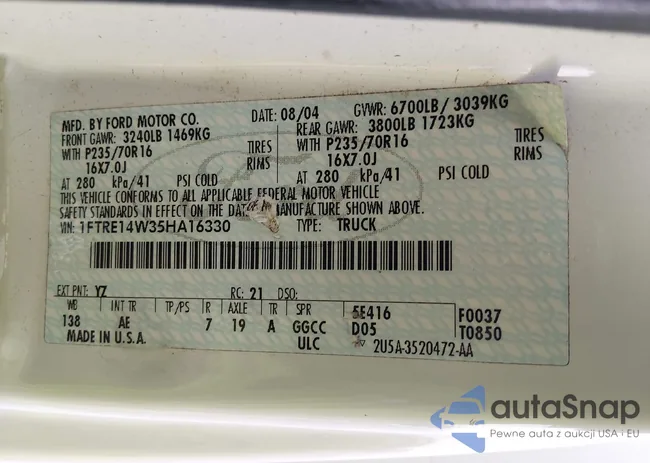 MFD. BY FORD MOTOR CO. DATE: 08/04 GVWR: 6700LB/ 3039KG
FRONT GAWR: 3240LB 1469KG REAR GAWR: 3800LB 1723KG
WITH P235/70R16 TIRES WITH P235/70R16 TIRES
16X7.0J RIMS 16X7.0J RIMS
AT 280 kPa/41 PSI COLD AT 280 kPa/41 PSI COLD
THIS VEHICLE CONFORMS TO ALL APPLICABLE FEDERAL MOTOR VEHICLE
SAFETY STANDARDS IN EFFECT ON THE DATE OF MANUFACTURE SHOWN ABOVE.
VIN: 1FTRE14W35HA16330 TYPE: TRUCK
EXT PNT: YZ RC: 21 DSO:
WB INT TR TP/PS R AXLE TR SPR 5E416 F0037
138 AE 7 19 A GGCC D05 T0850
MADE IN U.S.A. ULC 2U5A-3520472-AA
autaSnap
Pewne auta z aukcji USA i EU